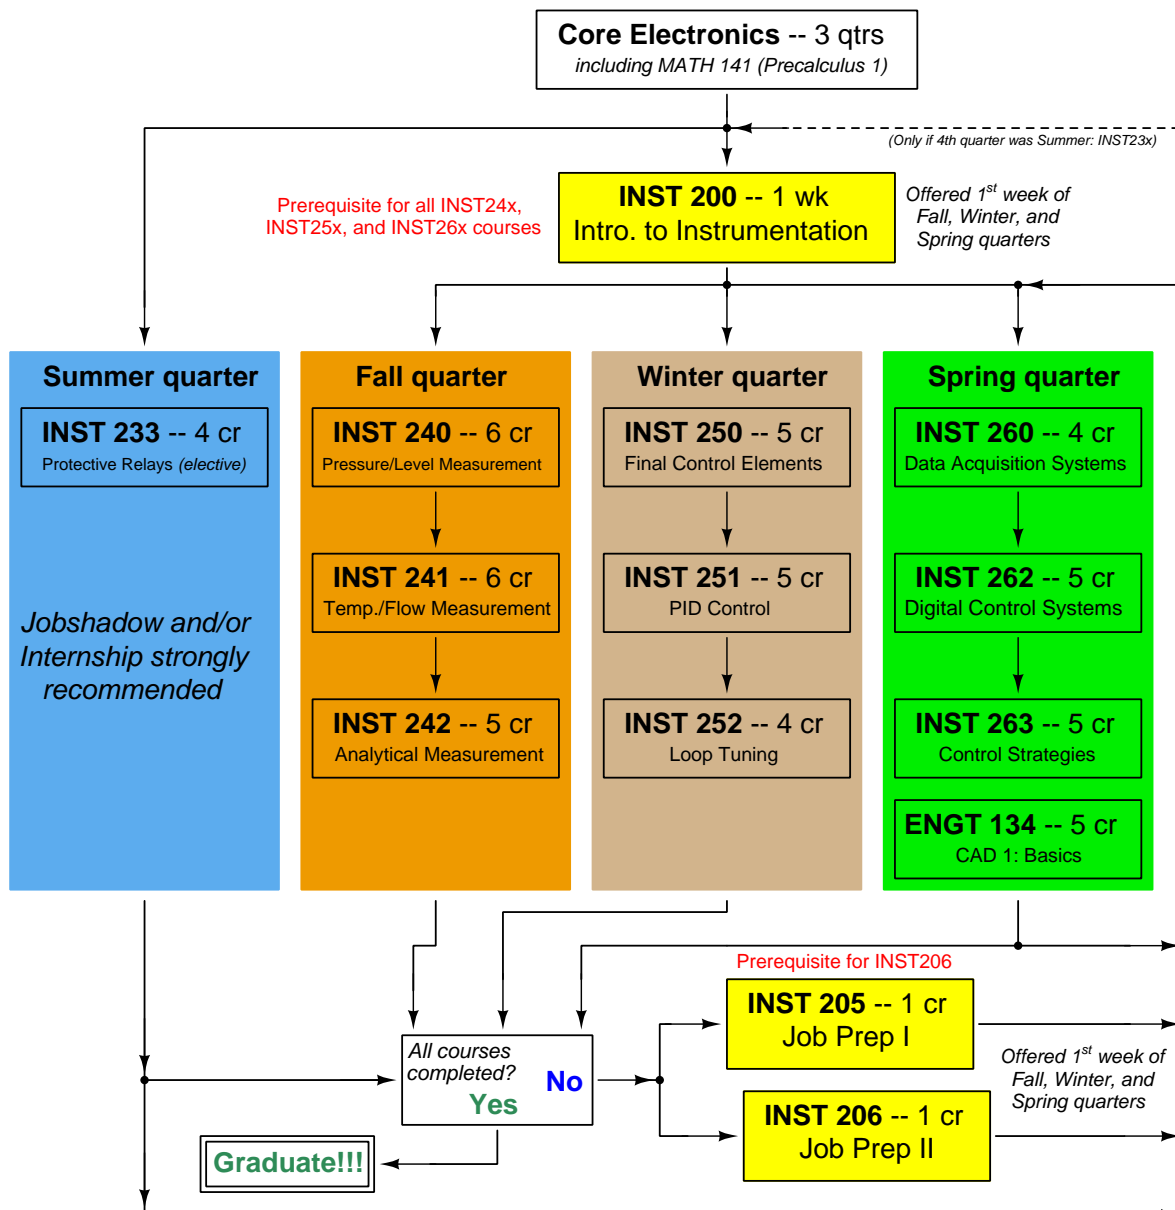 Core Electronics -- 3 qtrs
including MATH 141 (Precalculus 1)
(Only if 4th quarter was Summer: INST23x)
Prerequisite for all INST24x,
INST25x, and INST26x courses
INST 200 -- 1 wk
Intro. to Instrumentation
Offered 1st week of
Fall, Winter, and
Spring quarters
Summer quarter
INST 233 -- 4 cr
Protective Relays (elective)
Jobshadow and/or
Internship strongly
recommended
Fall quarter
INST 240 -- 6 cr
Pressure/Level Measurement
INST 241 -- 6 cr
Temp./Flow Measurement
INST 242 -- 5 cr
Analytical Measurement
Winter quarter
INST 250 -- 5 cr
Final Control Elements
INST 251 -- 5 cr
PID Control
INST 252 -- 4 cr
Loop Tuning
Spring quarter
INST 260 -- 4 cr
Data Acquisition Systems
INST 262 -- 5 cr
Digital Control Systems
INST 263 -- 5 cr
Control Strategies
ENGT 134 -- 5 cr
CAD 1: Basics
Prerequisite for INST206
INST 205 -- 1 cr
Job Prep I
All courses
completed?
No
Yes
Offered 1st week of
Fall, Winter, and
Spring quarters
INST 206 -- 1 cr
Job Prep II
Graduate!!!